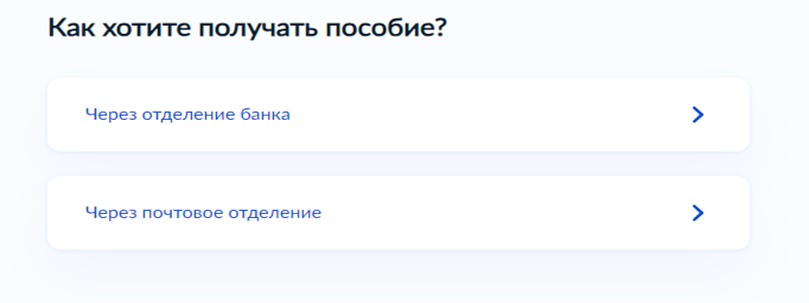 Как хотите получать пособие?
Через отделение банка
Через почтовое отделение